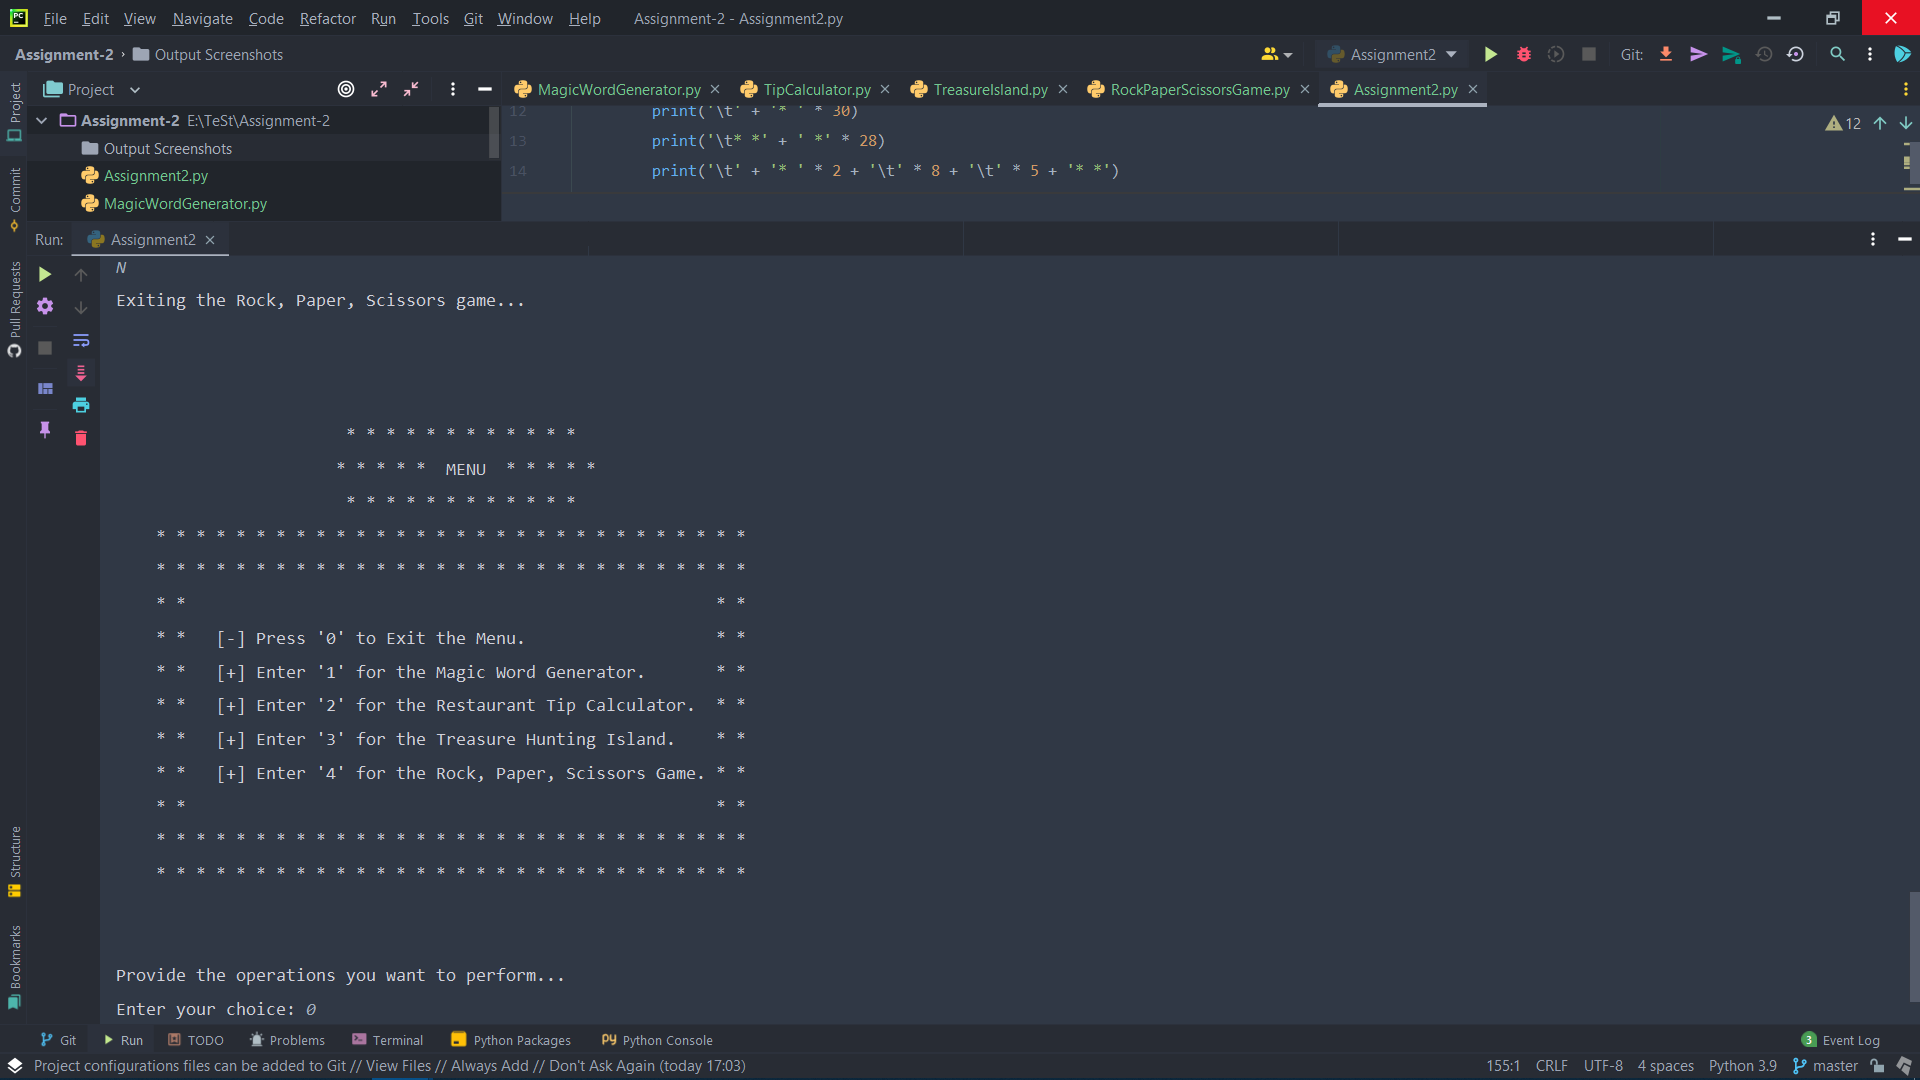 PC File Edit View Navigate Code Refactor Run Tools Git Window Help Assignment-2 - Assignment2.py
Assignment-2 › Output Screenshots Assignment2 Git:
Project MagicWordGenerator.py TipCalculator.py TreasureIsland.py RockPaperScissorsGame.py Assignment2.py
Project
Commit
Pull Requests
Structure
Bookmarks
Assignment-2 E:\TeSt\Assignment-2
Output Screenshots
Assignment2.py
MagicWordGenerator.py
12 print('\t' + '* ' * 30)
13 print('\t* *' + ' *' * 28)
14 print('\t' + '* ' * 2 + '\t' * 8 + '\t' * 5 + '* *')
12
Run: Assignment2
N
Exiting the Rock, Paper, Scissors game...
* * * * * * * * * * * *
* * * * * MENU * * * * *
* * * * * * * * * * * *
* * * * * * * * * * * * * * * * * * * * * * * * * * * * * *
* * * * * * * * * * * * * * * * * * * * * * * * * * * * * *
* * * *
* * [-] Press '0' to Exit the Menu. * *
* * [+] Enter '1' for the Magic Word Generator. * *
* * [+] Enter '2' for the Restaurant Tip Calculator. * *
* * [+] Enter '3' for the Treasure Hunting Island. * *
* * [+] Enter '4' for the Rock, Paper, Scissors Game. * *
* * * *
* * * * * * * * * * * * * * * * * * * * * * * * * * * * * *
* * * * * * * * * * * * * * * * * * * * * * * * * * * * * *
Provide the operations you want to perform...
Enter your choice: 0
Git Run TODO Problems Terminal Python Packages Python Console 3 Event Log
Project configurations files can be added to Git // View Files // Always Add // Don't Ask Again (today 17:03) 155:1 CRLF UTF-8 4 spaces Python 3.9 master